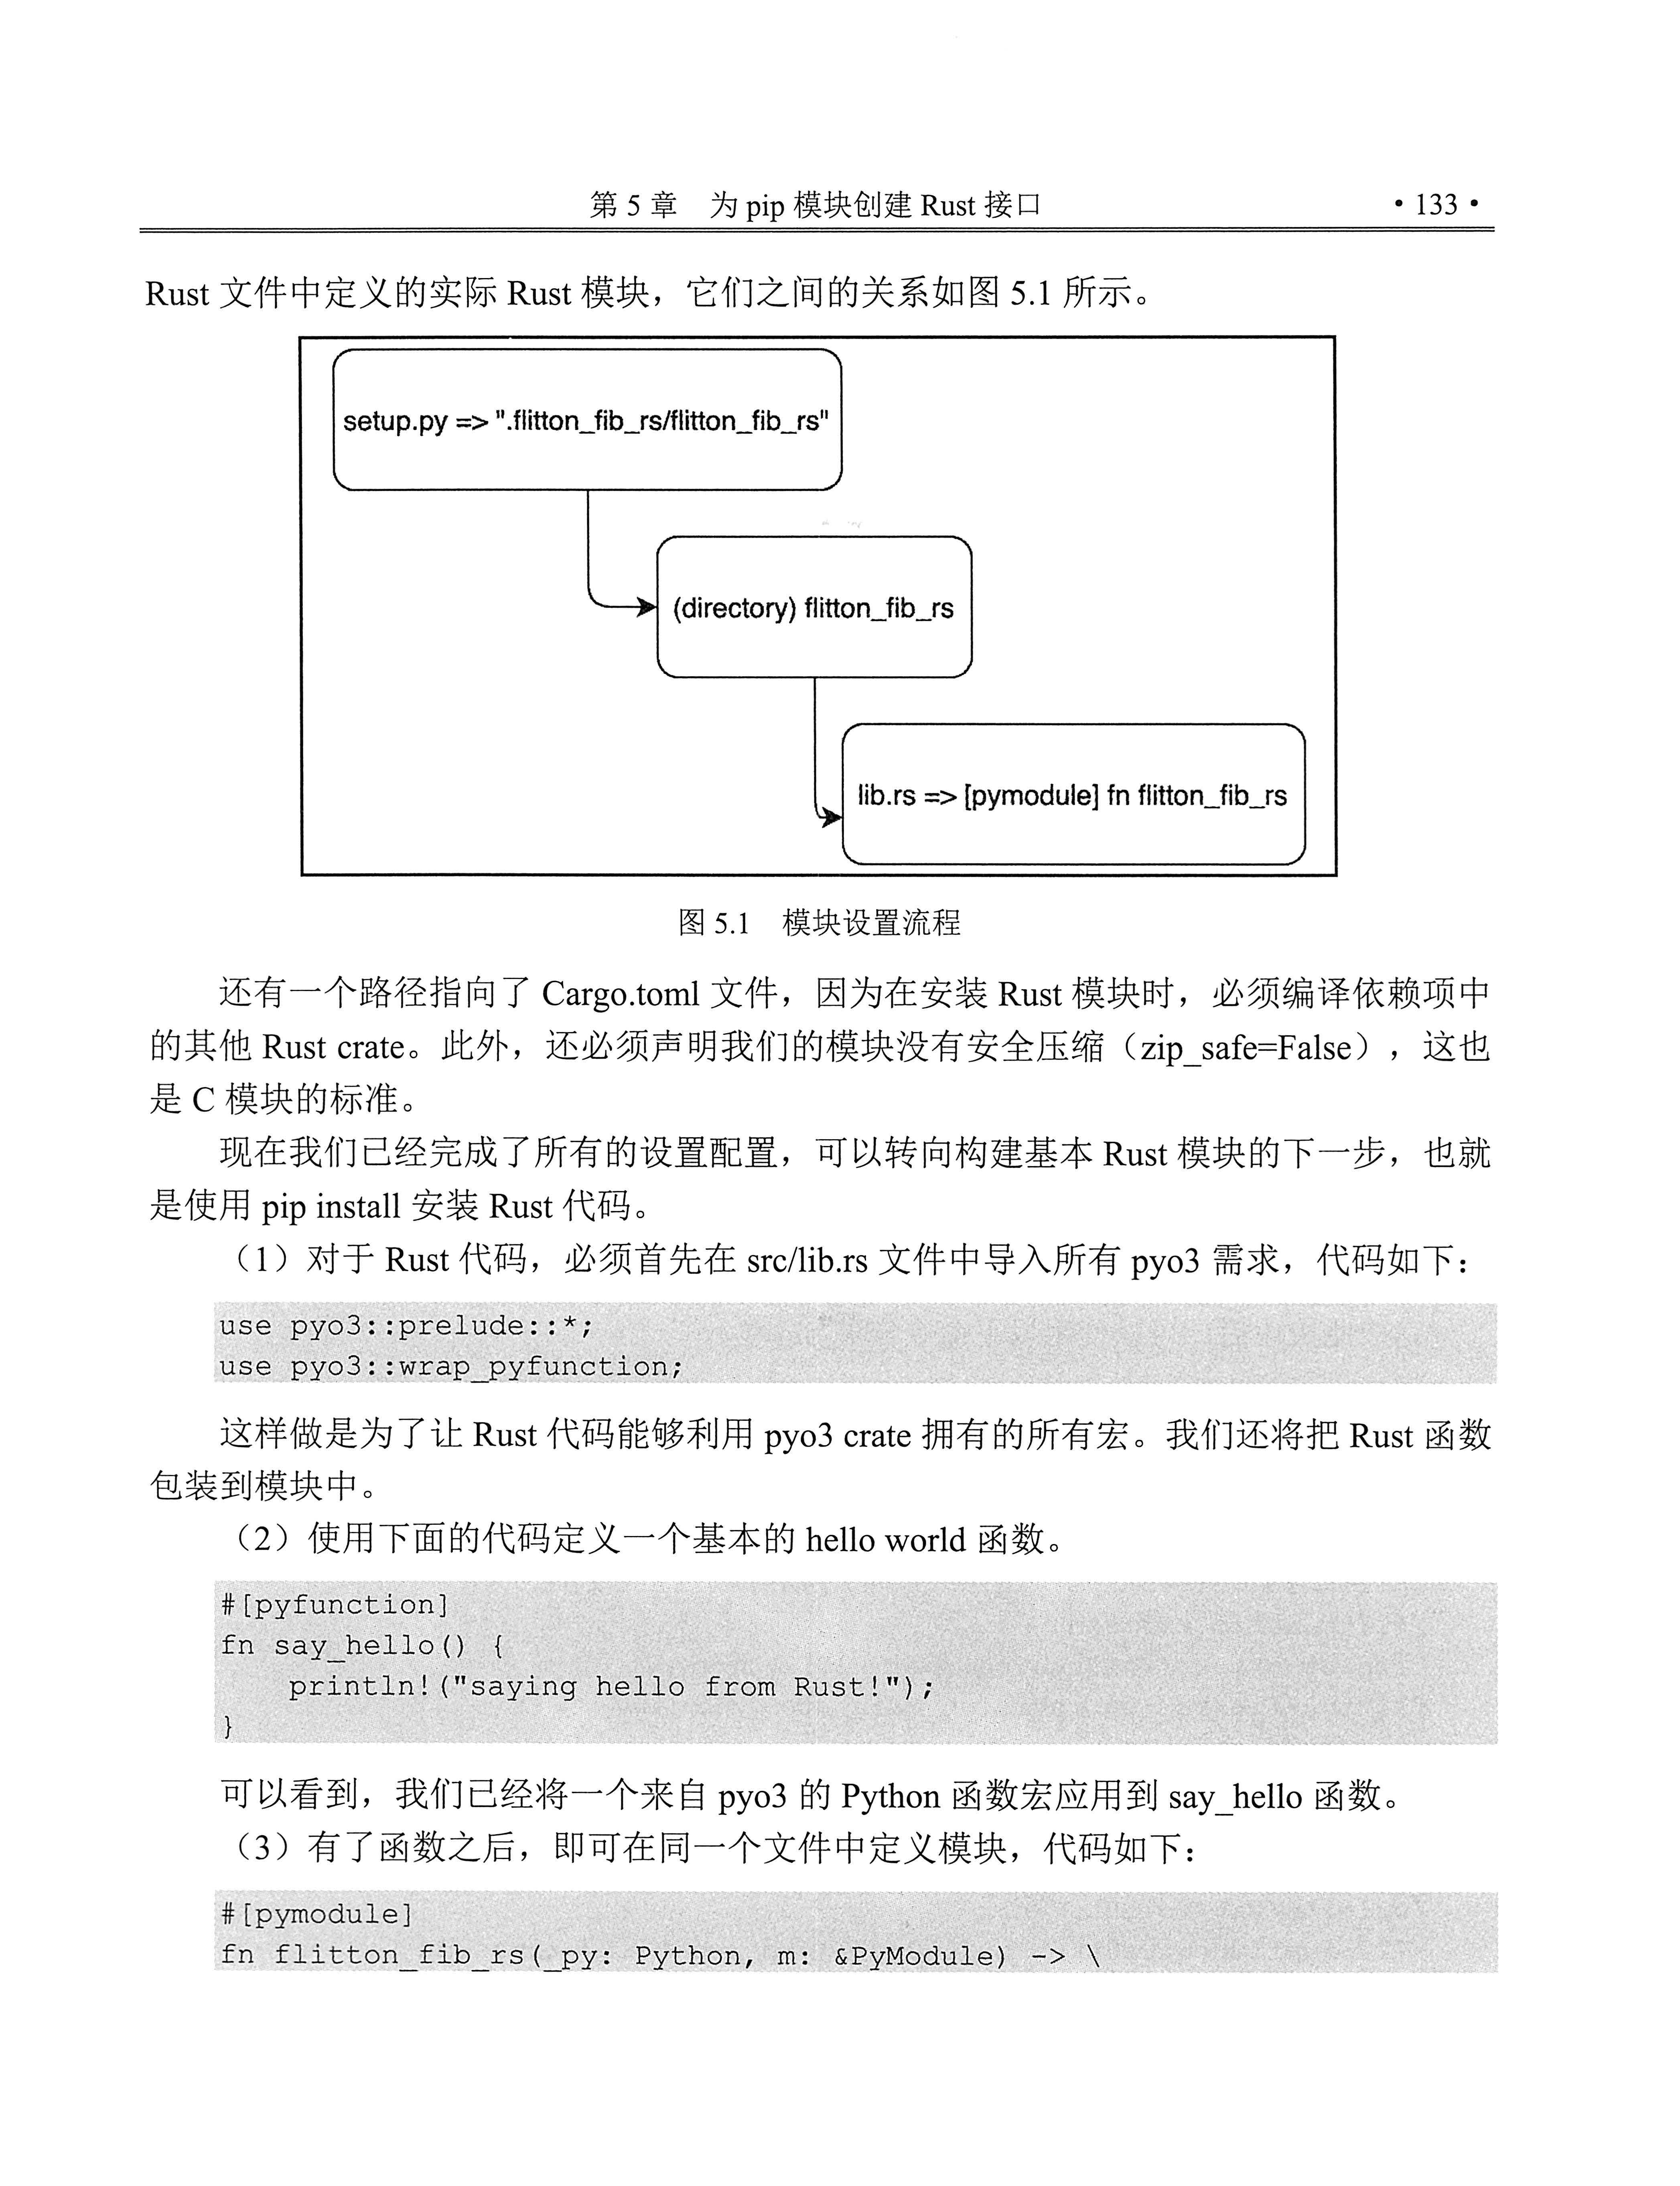 第 5 章　为 pip 模块创建 Rust 接口
• 133 •
Rust 文件中定义的实际 Rust 模块，它们之间的关系如图 5.1 所示。
setup.py => ".flitton_fib_rs/flitton_fib_rs"
(directory) flitton_fib_rs
lib.rs => [pymodule] fn flitton_fib_rs
图 5.1　模块设置流程
还有一个路径指向了 Cargo.toml 文件，因为在安装 Rust 模块时，必须编译依赖项中
的其他 Rust crate。此外，还必须声明我们的模块没有安全压缩（zip_safe=False），这也
是 C 模块的标准。
现在我们已经完成了所有的设置配置，可以转向构建基本 Rust 模块的下一步，也就
是使用 pip install 安装 Rust 代码。
（1）对于 Rust 代码，必须首先在 src/lib.rs 文件中导入所有 pyo3 需求，代码如下：
use pyo3::prelude::*;
use pyo3::wrap_pyfunction;
这样做是为了让 Rust 代码能够利用 pyo3 crate 拥有的所有宏。我们还将把 Rust 函数
包装到模块中。
（2）使用下面的代码定义一个基本的 hello world 函数。
#[pyfunction]
fn say_hello() {
    println!("saying hello from Rust!");
}
可以看到，我们已经将一个来自 pyo3 的 Python 函数宏应用到 say_hello 函数。
（3）有了函数之后，即可在同一个文件中定义模块，代码如下：
#[pymodule]
fn flitton_fib_rs(_py: Python, m: &PyModule) -> \